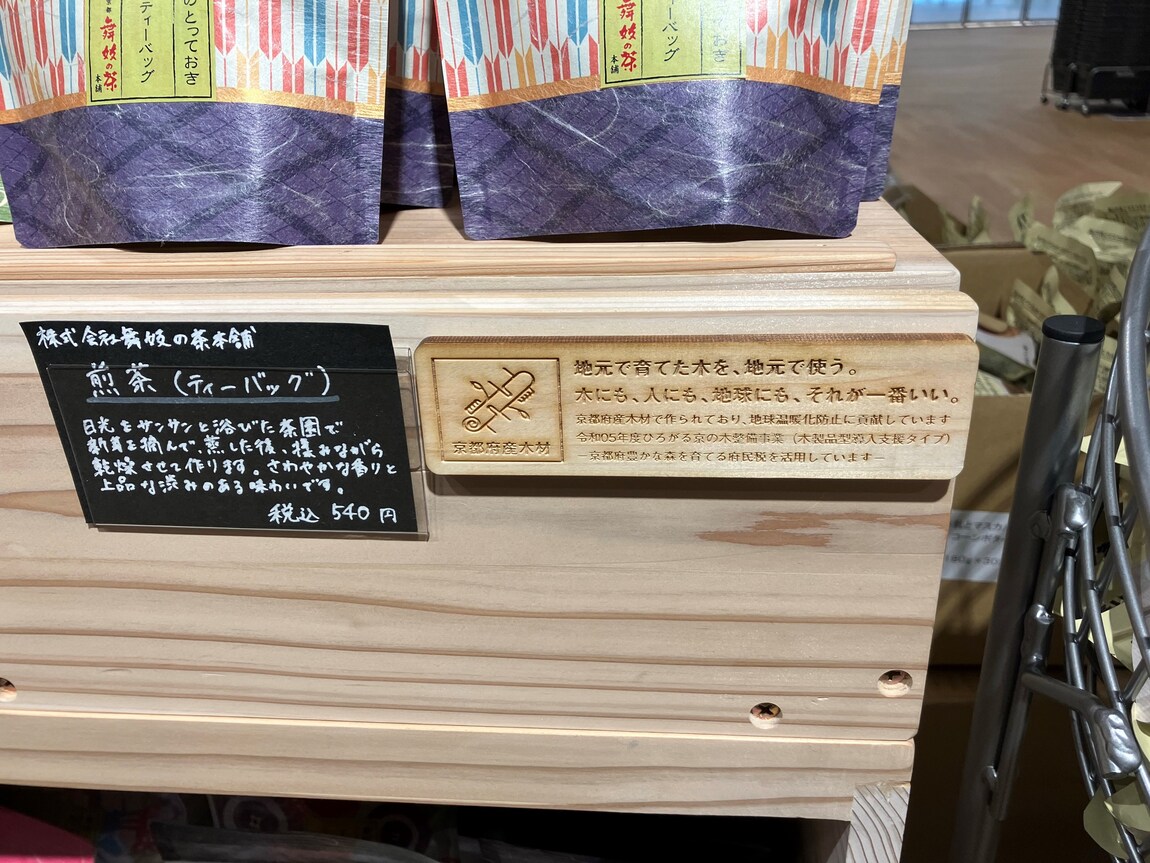 のとっておき
ティーバッグ
舞妓の茶
本舗
おき
ティーバッグ
舞妓の茶
本舗
株式会社舞妓の茶本舗
煎茶(ティーバッグ)
日光をサンサンと浴びた茶園で
新芽を摘んで、蒸した後、揉みながら
乾燥させて作ります。さわやかな香りと
上品な渋みのある味わいです。
税込 540円
京都府産木材
地元で育てた木を、地元で使う。
木にも、人にも、地球にも、それが一番いい。
京都府産木材で作られており、地球温暖化防止に貢献しています
令和05年度ひろがる京の木整備事業(木製品型導入支援タイプ)
―京都府豊かな森を育てる府民税を活用しています―